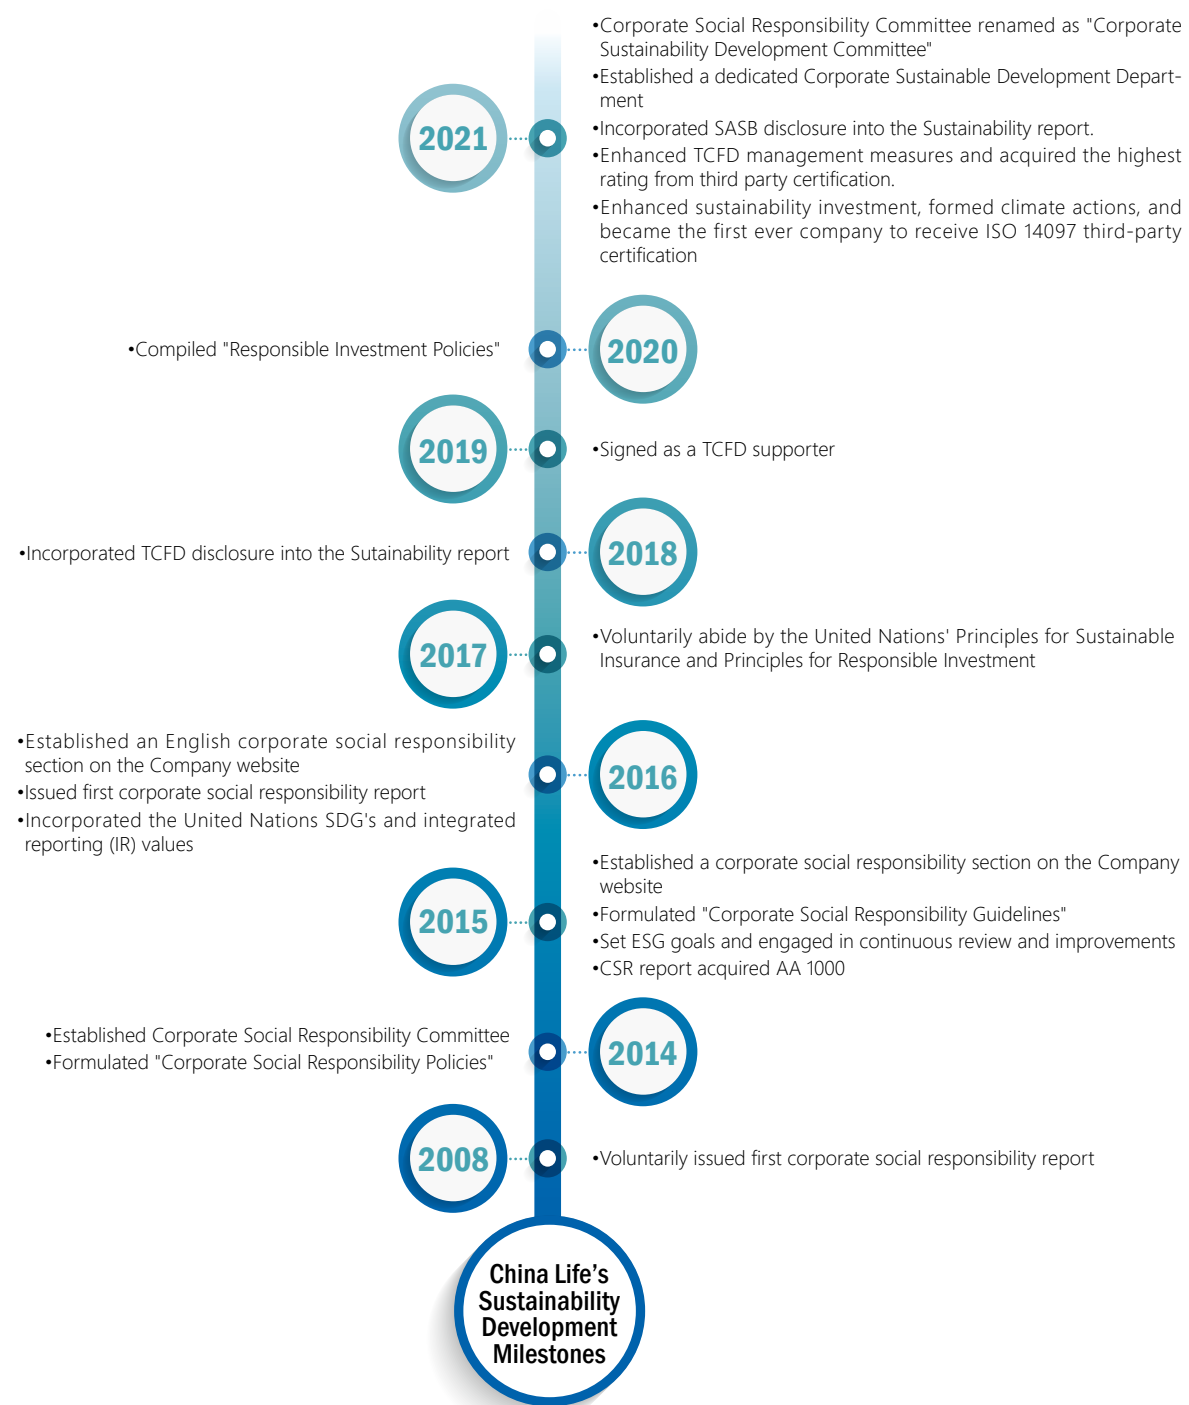 •Corporate Social Responsibility Committee renamed as "Corporate
Sustainability Development Committee"
•Established a dedicated Corporate Sustainable Development Depart-
ment
•Incorporated SASB disclosure into the Sustainability report.
•Enhanced TCFD management measures and acquired the highest
rating from third party certification.
•Enhanced sustainability investment, formed climate actions, and
became the first ever company to receive ISO 14097 third-party
certification
2021
•Compiled "Responsible Investment Policies"
2020
2019
•Signed as a TCFD supporter
•Incorporated TCFD disclosure into the Sutainability report
2018
2017
•Voluntarily abide by the United Nations' Principles for Sustainable
Insurance and Principles for Responsible Investment
•Established an English corporate social responsibility
section on the Company website
•Issued first corporate social responsibility report
•Incorporated the United Nations SDG's and integrated
reporting (IR) values
2016
2015
•Established a corporate social responsibility section on the Company
website
•Formulated "Corporate Social Responsibility Guidelines"
•Set ESG goals and engaged in continuous review and improvements
•CSR report acquired AA 1000
•Established Corporate Social Responsibility Committee
•Formulated "Corporate Social Responsibility Policies"
2014
2008
•Voluntarily issued first corporate social responsibility report
China Life's
Sustainability
Development
Milestones